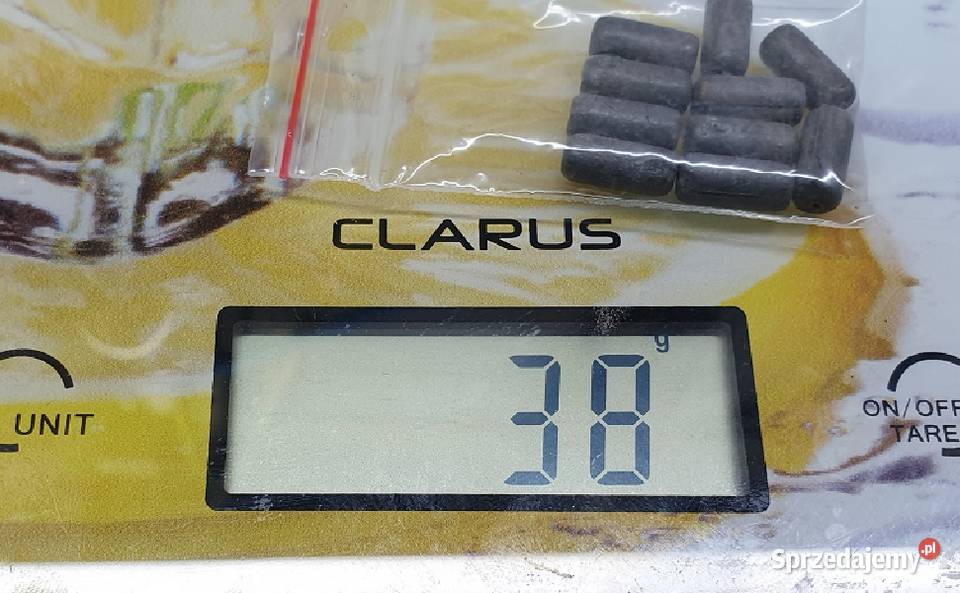 CLARUS
g
38
UNIT
ON/OFF
TARE
Sprzedajemy.pl